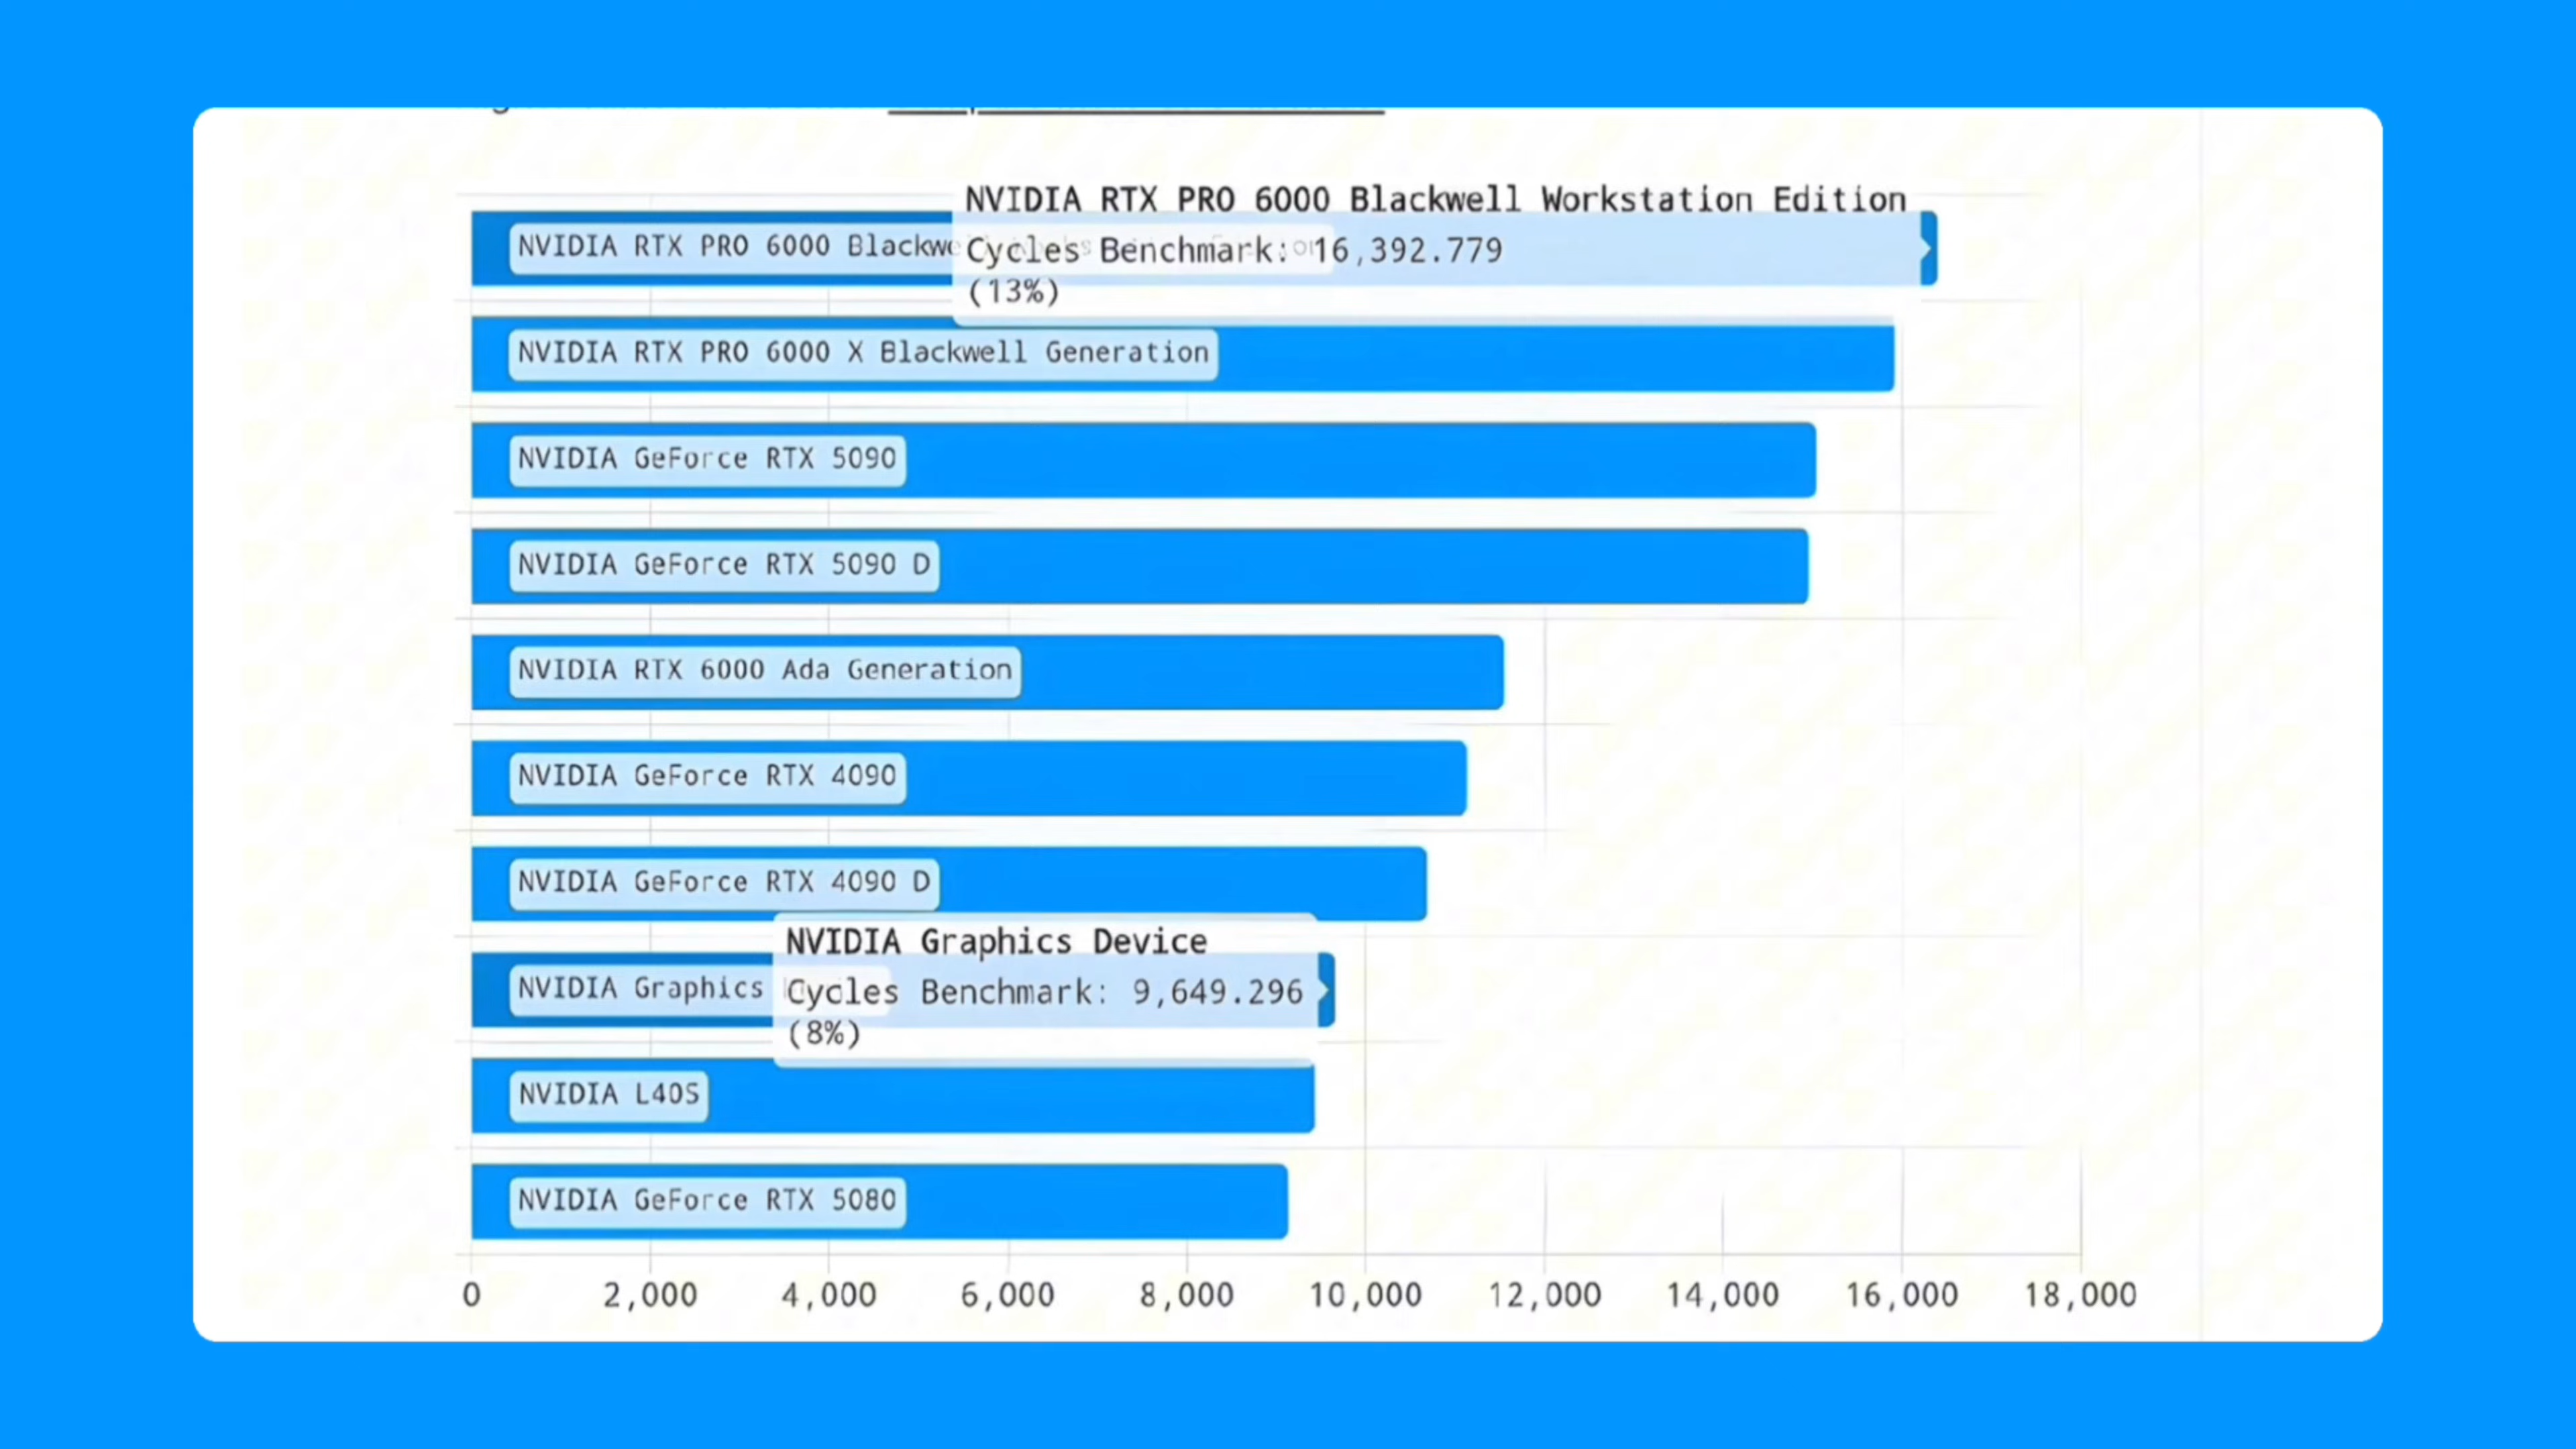 NVIDIA RTX PRO 6000 Blackwell Workstation Edition
NVIDIA RTX PRO 6000 Blackwe
Cycles Benchmark: 16,392.779
(13%)
NVIDIA RTX PRO 6000 X Blackwell Generation
NVIDIA GeForce RTX 5090
NVIDIA GeForce RTX 5090 D
NVIDIA RTX 6000 Ada Generation
NVIDIA GeForce RTX 4090
NVIDIA GeForce RTX 4090 D
NVIDIA Graphics Device
NVIDIA Graphics
Cycles Benchmark: 9,649.296
(8%)
NVIDIA L40S
NVIDIA GeForce RTX 5080
0 2,000 4,000 6,000 8,000 10,000 12,000 14,000 16,000 18,000